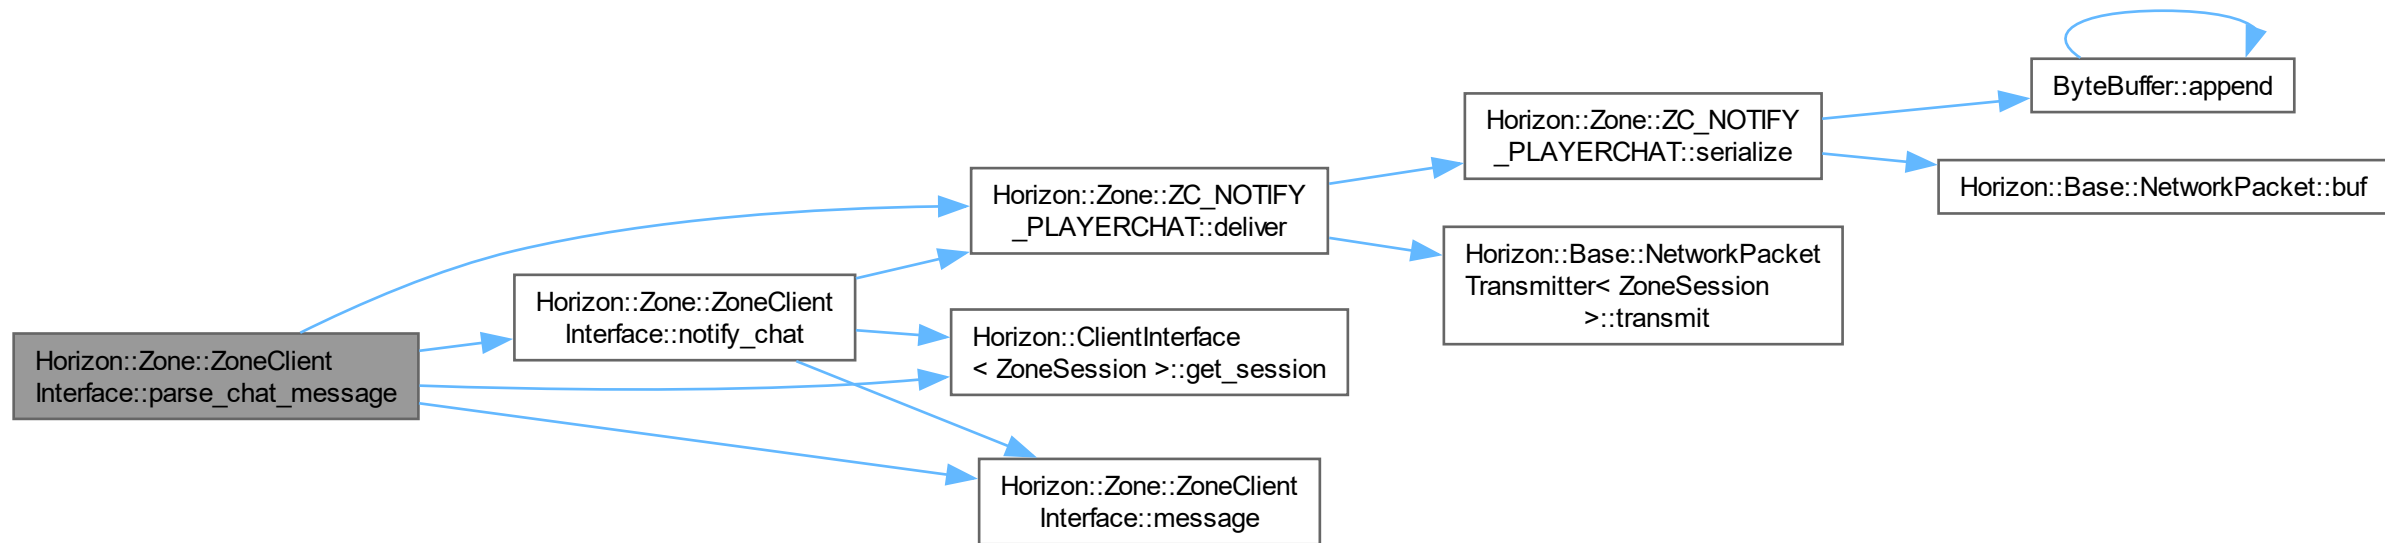 Horizon::Zone::ZoneClient
Interface::parse_chat_message
Horizon::Zone::ZoneClient
Interface::notify_chat
Horizon::Zone::ZC_NOTIFY
_PLAYERCHAT::deliver
Horizon::ClientInterface
< ZoneSession >::get_session
Horizon::Zone::ZoneClient
Interface::message
Horizon::Zone::ZC_NOTIFY
_PLAYERCHAT::serialize
Horizon::Base::NetworkPacket
Transmitter< ZoneSession
>::transmit
ByteBuffer::append
Horizon::Base::NetworkPacket::buf